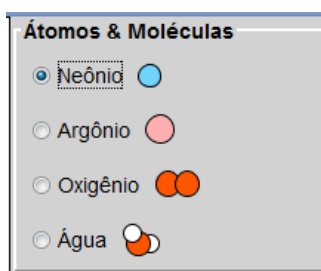 Átomos & Moléculas
Neônio
Argônio
Oxigênio
Água